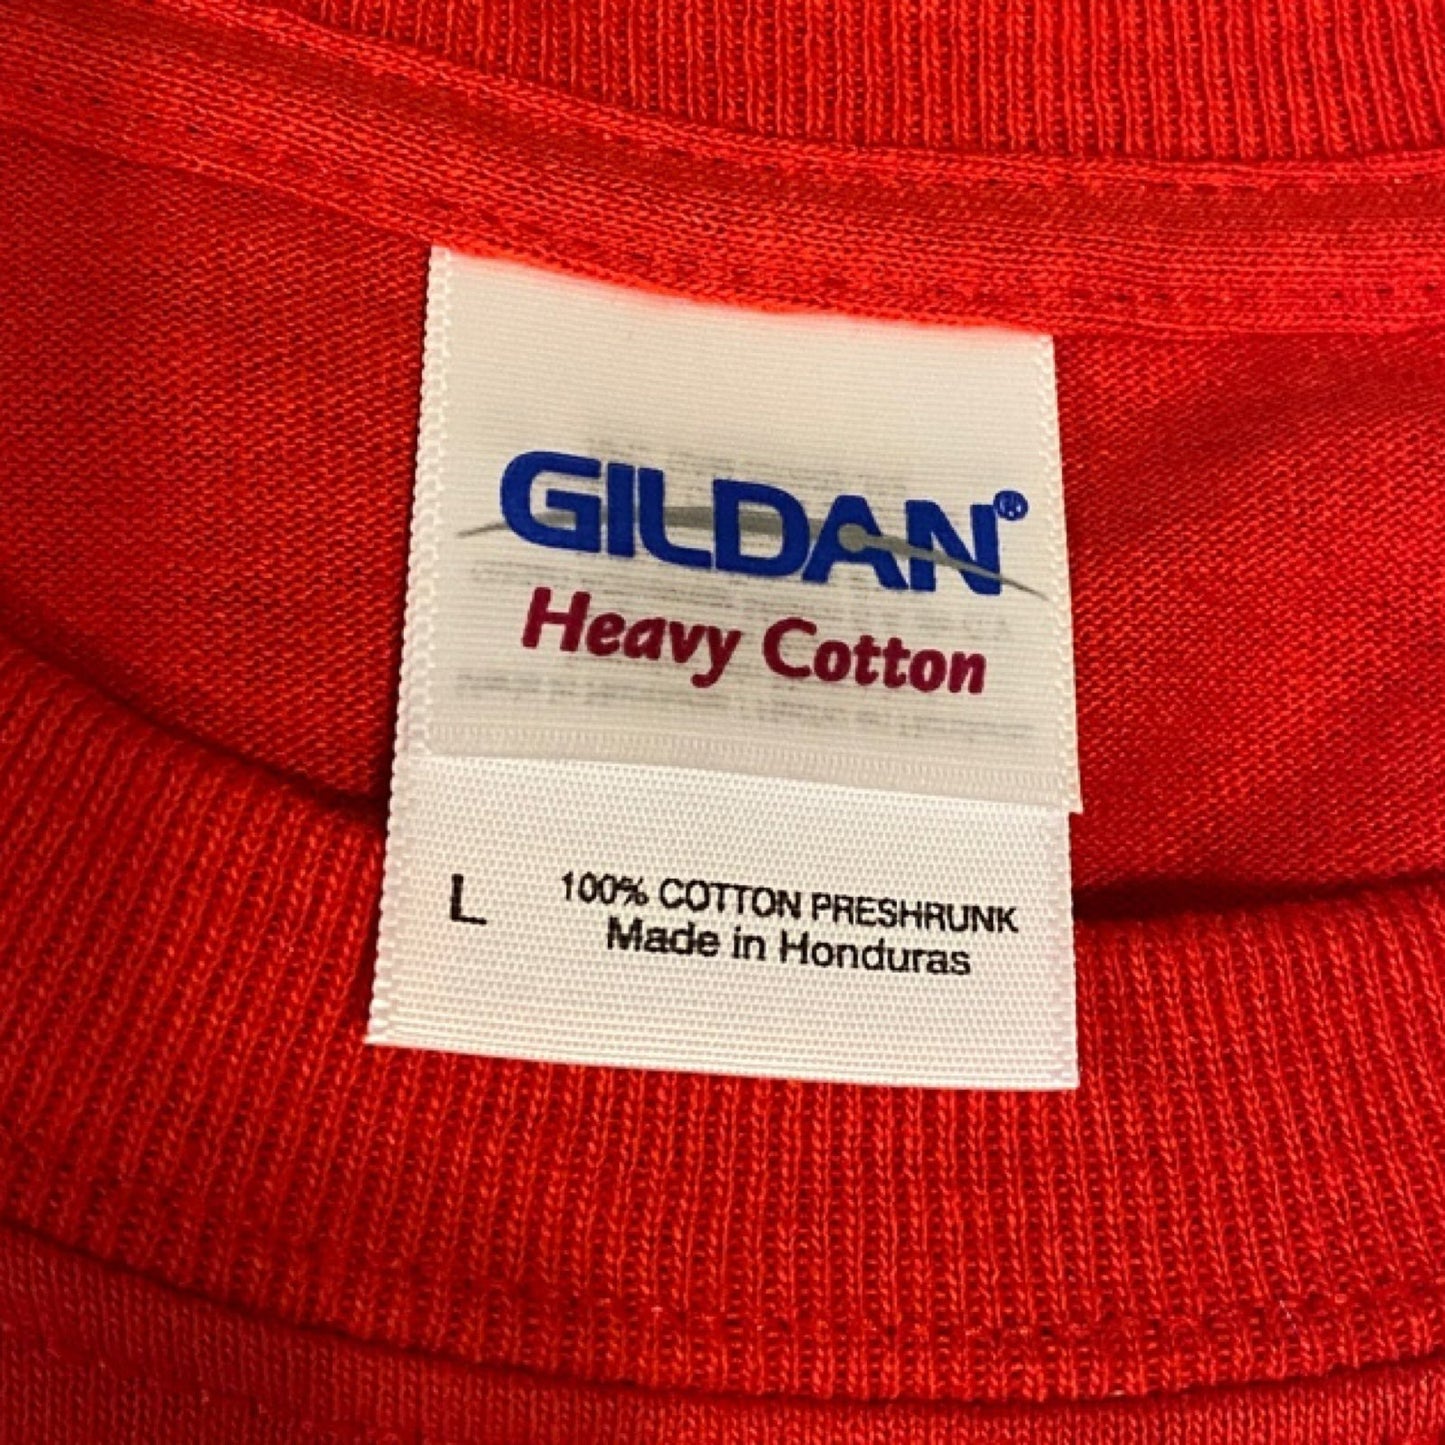 GILDAN®
Heavy Cotton
L 100% COTTON PRESHRUNK
Made in Honduras